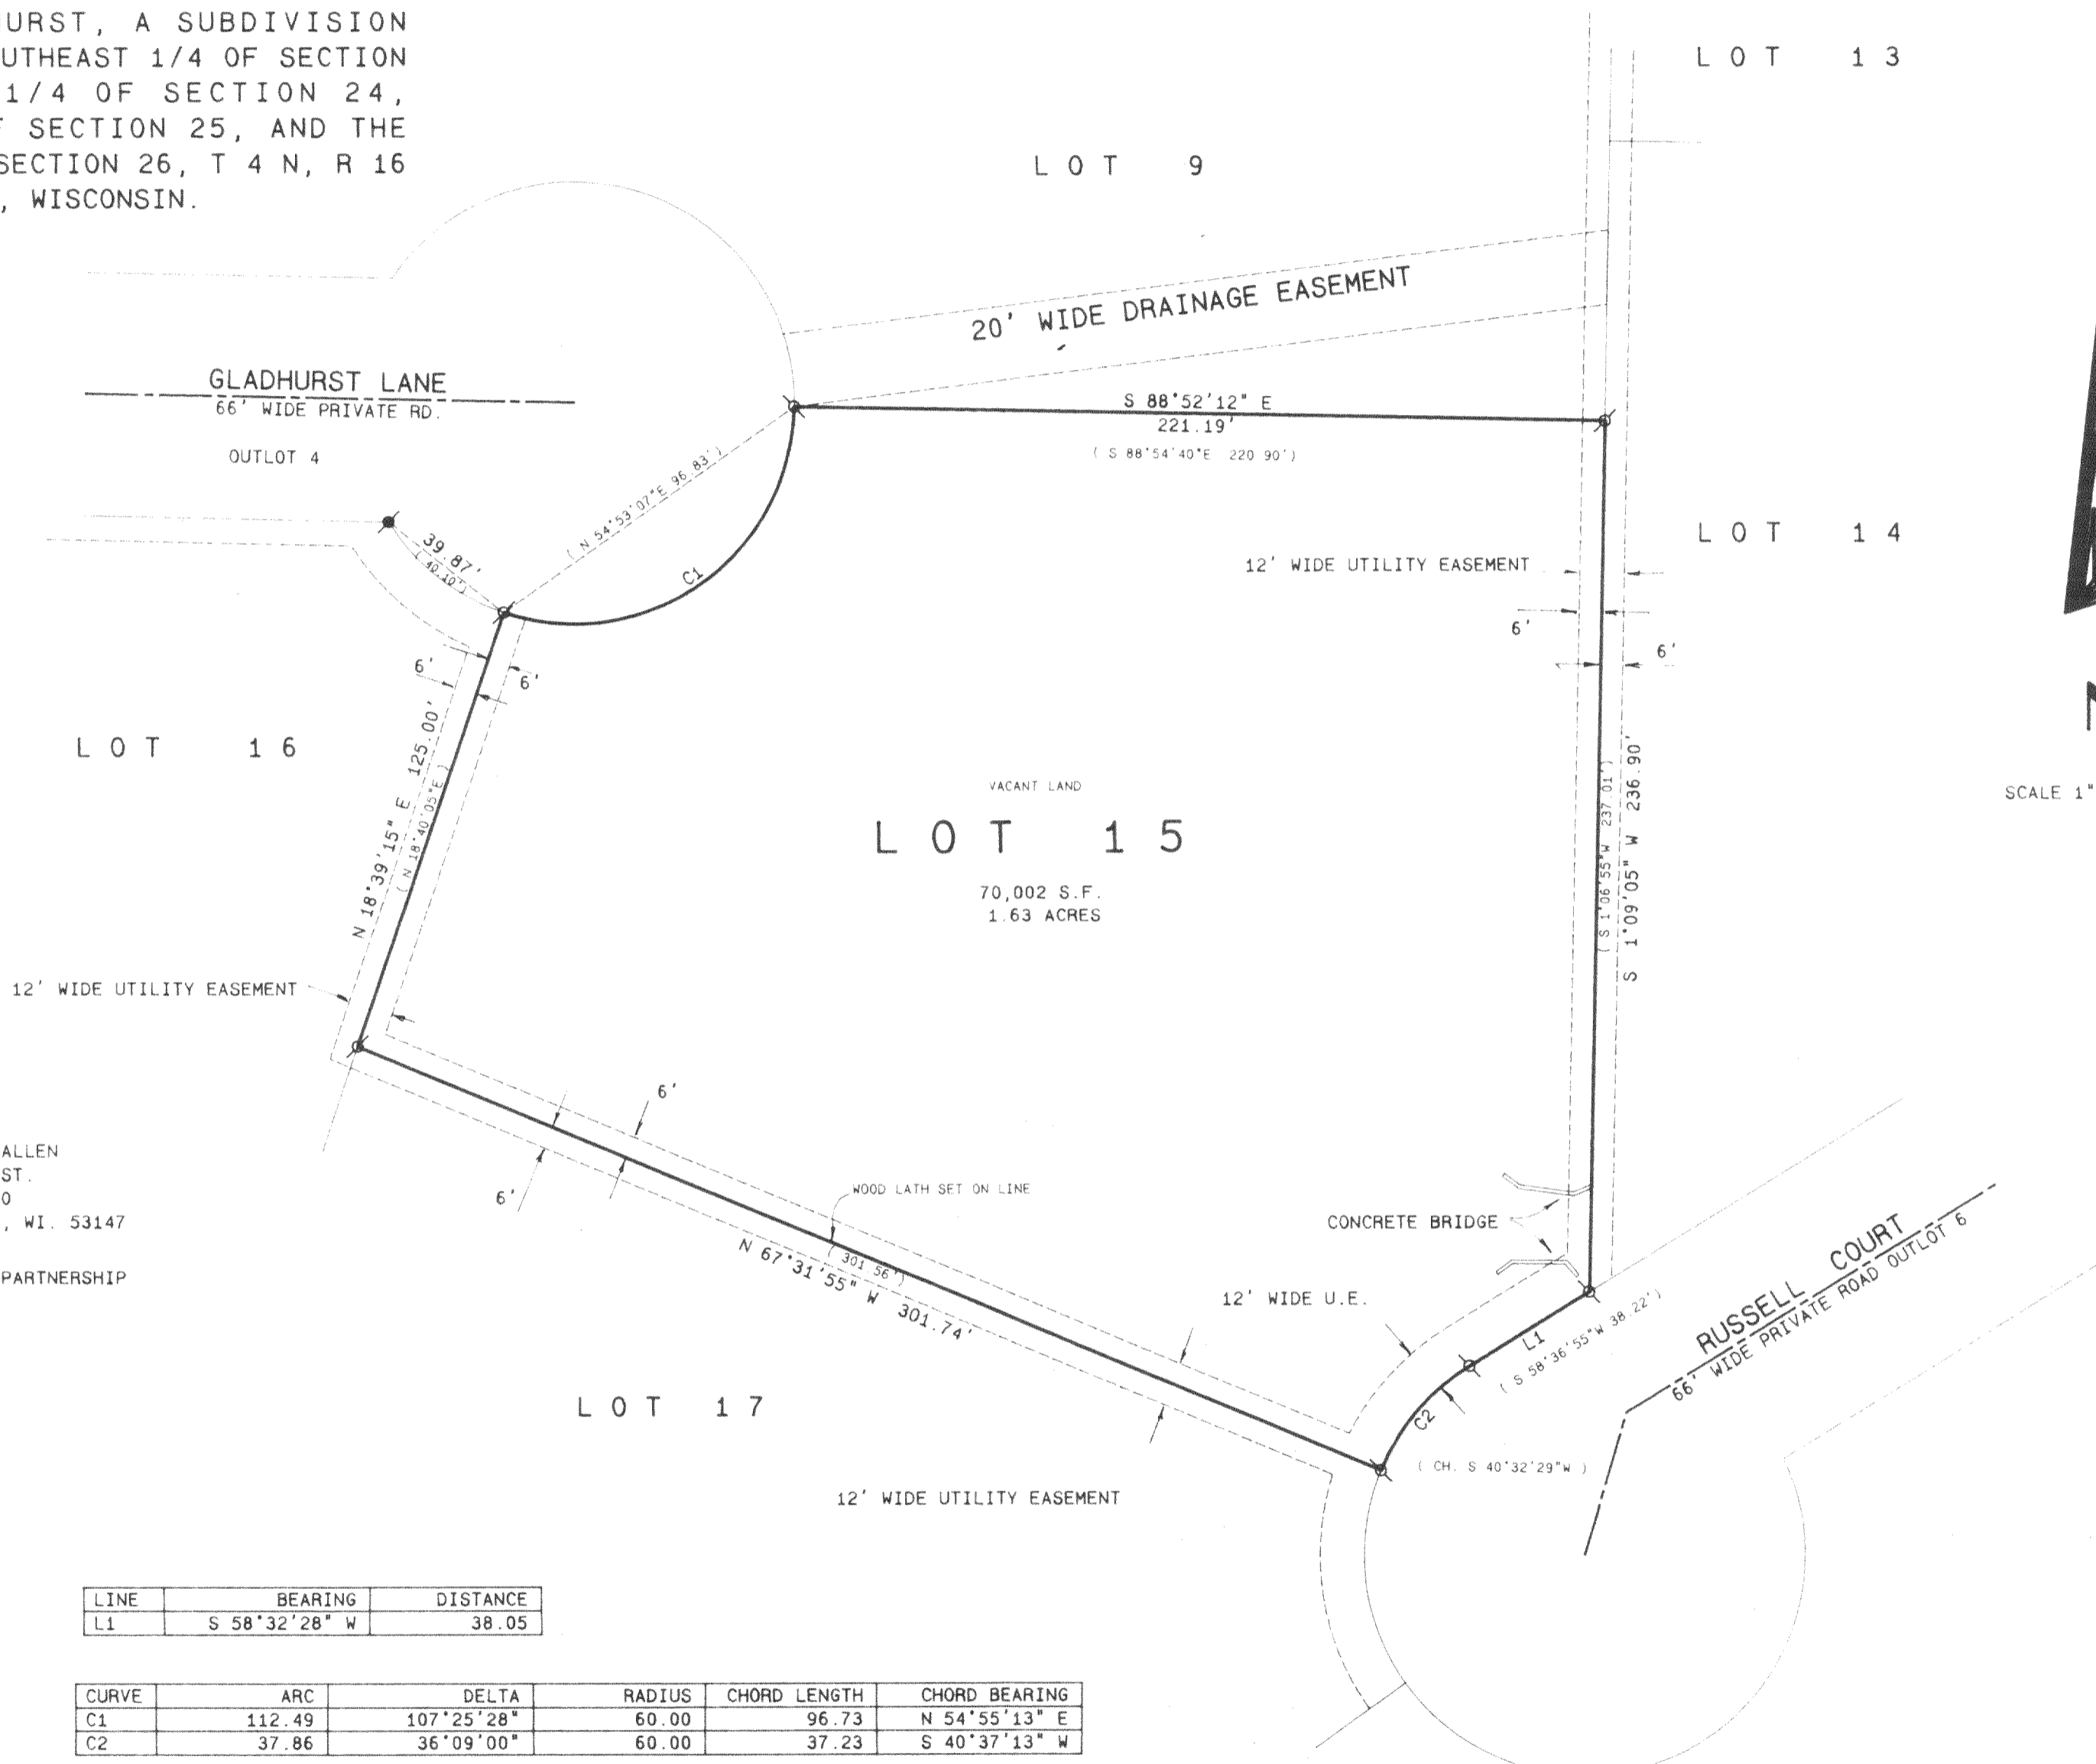 URST, A SUBDIVISION
UTHEAST 1/4 OF SECTION
1/4 OF SECTION 24,
F SECTION 25, AND THE
SECTION 26, T 4 N, R 16
, WISCONSIN.
LOT 13
LOT 9
20' WIDE DRAINAGE EASEMENT
GLADHURST LANE
66' WIDE PRIVATE RD.
OUTLOT 4
S 88°52'12" E
221.19'
( S 88°54'40"E 220 90')
( N 54°53'07"E 96.83')
39.87'
( 40.10')
C1
LOT 14
12' WIDE UTILITY EASEMENT
6'
6'
6'
6'
LOT 16
N 18°39'15" E 125.00'
( N 18°40'05"E )
VACANT LAND
LOT 15
70,002 S.F.
1.63 ACRES
( S 1°06'55"W 237.01')
S 1°09'05" W 236.90'
N
SCALE 1"
12' WIDE UTILITY EASEMENT
6'
6'
ALLEN
ST.
0
, WI. 53147
PARTNERSHIP
WOOD LATH SET ON LINE
( 301 56')
N 67°31'55" W 301.74'
CONCRETE BRIDGE
12' WIDE U.E.
L1
( S 58°36'55"W 38.22')
RUSSELL COURT
66' WIDE PRIVATE ROAD OUTLOT 6
C2
( CH. S 40°32'29"W )
LOT 17
12' WIDE UTILITY EASEMENT
LINE BEARING DISTANCE
L1 S 58°32'28" W 38.05
CURVE ARC DELTA RADIUS CHORD LENGTH CHORD BEARING
C1 112.49 107°25'28" 60.00 96.73 N 54°55'13" E
C2 37.86 36°09'00" 60.00 37.23 S 40°37'13" W